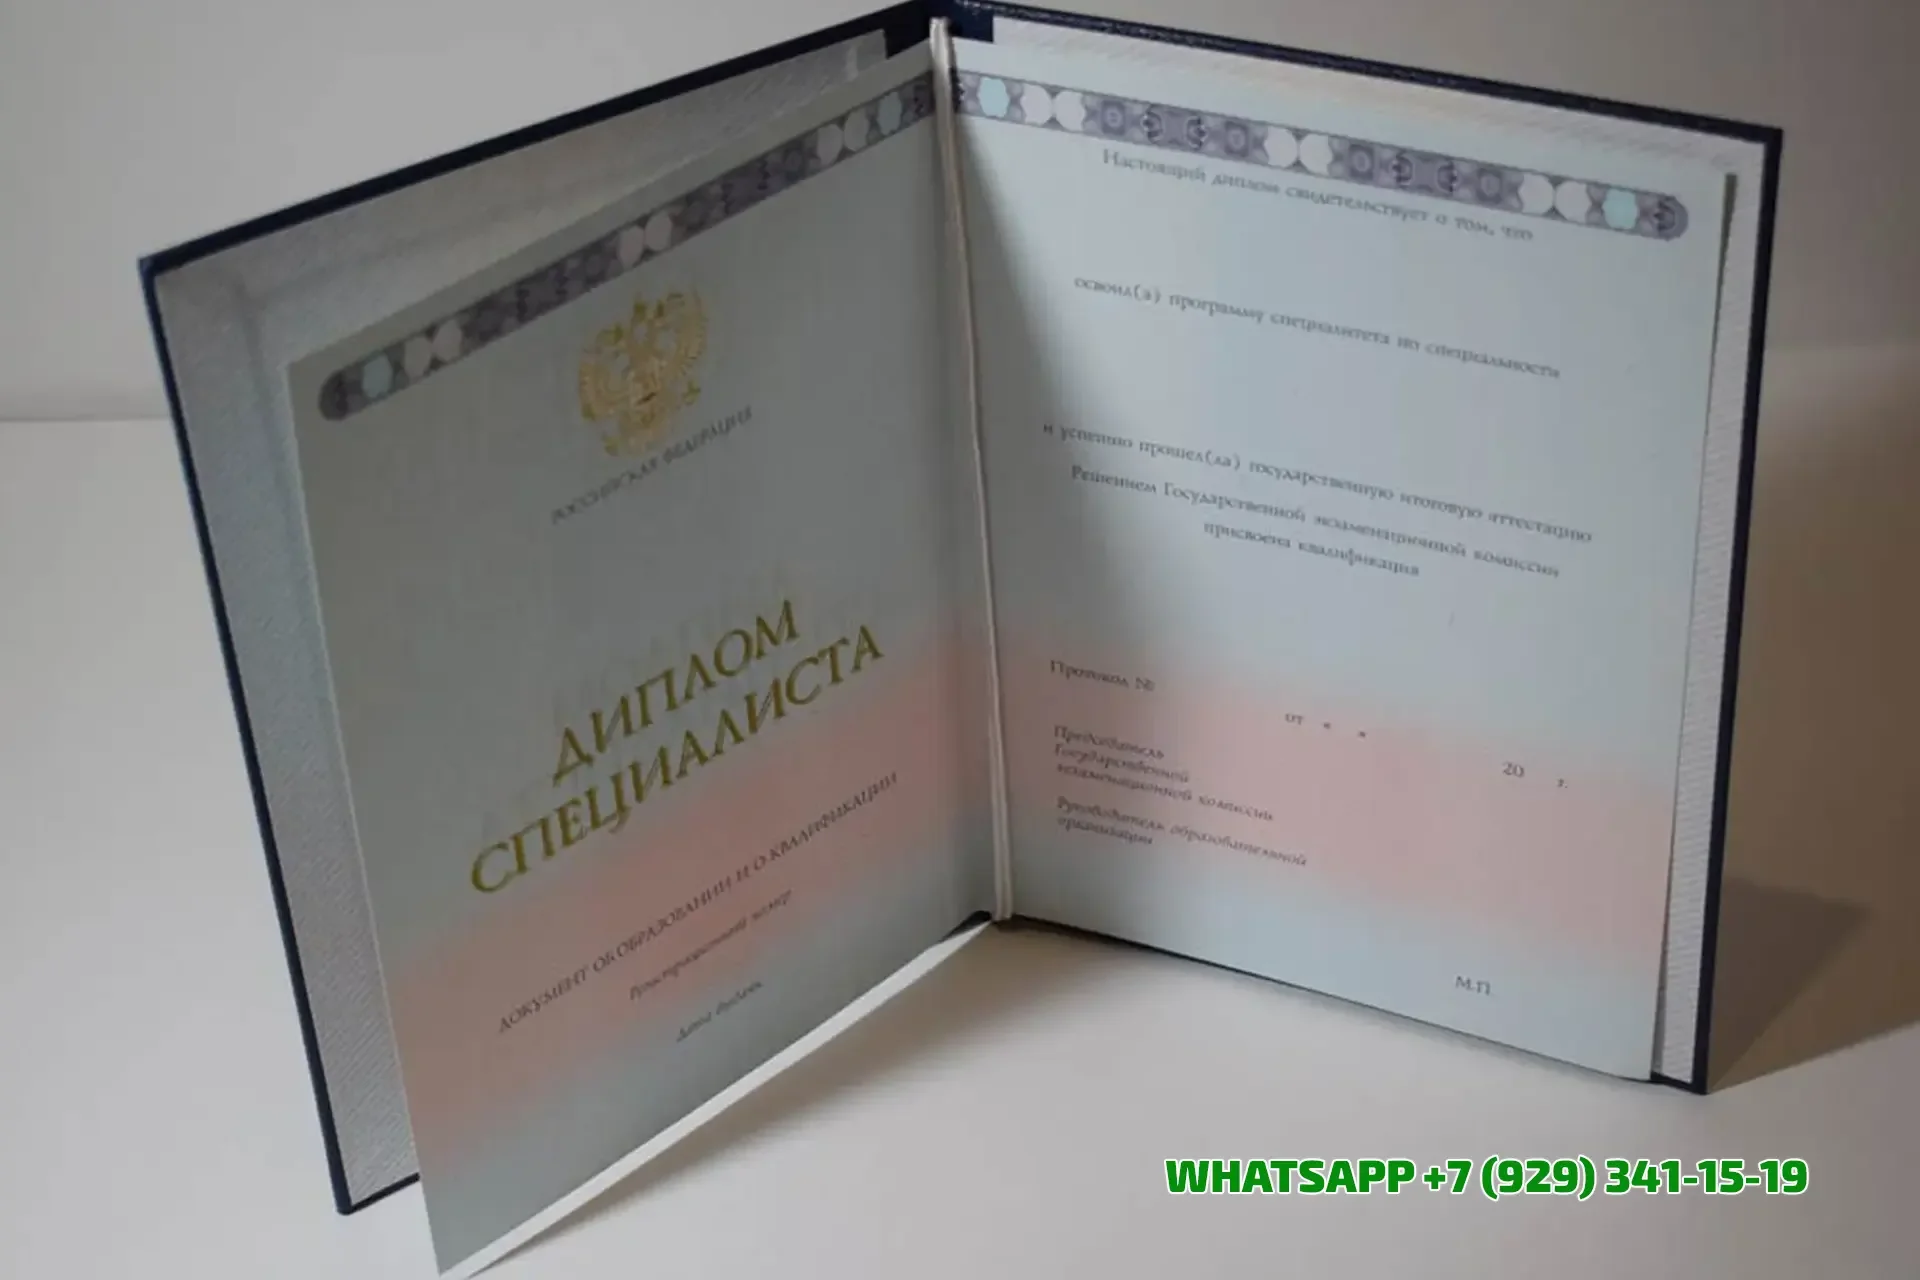 РОССИЙСКАЯ ФЕДЕРАЦИЯ
ДИПЛОМ
СПЕЦИАЛИСТА
ДОКУМЕНТ ОБ ОБРАЗОВАНИИ И О КВАЛИФИКАЦИИ
Регистрационный номер
Дата выдачи
Настоящий диплом свидетельствует о том, что
освоил(а) программу специалитета по специальности
и успешно прошел(ла) государственную итоговую аттестацию
Решением Государственной экзаменационной комиссии
присвоена квалификация
Протокол №
от « »
20 г.
Председатель
Государственной
экзаменационной комиссии
Руководитель образовательной
организации
М.П.
WHATSAPP +7 (929) 341-15-19